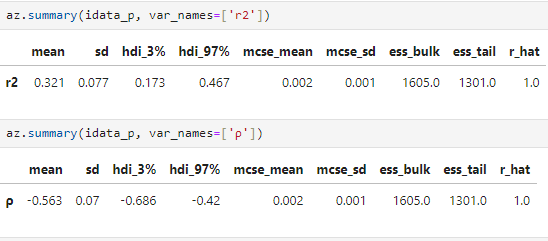 az.summary(idata_p, var_names=['r2'])
mean sd hdi_3% hdi_97% mcse_mean mcse_sd ess_bulk ess_tail r_hat
r2 0.321 0.077 0.173 0.467 0.002 0.001 1605.0 1301.0 1.0
az.summary(idata_p, var_names=['ρ'])
mean sd hdi_3% hdi_97% mcse_mean mcse_sd ess_bulk ess_tail r_hat
ρ -0.563 0.07 -0.686 -0.42 0.002 0.001 1605.0 1301.0 1.0